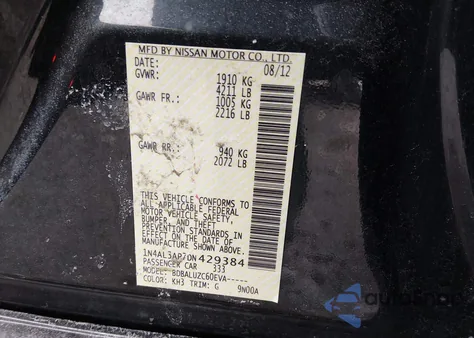 MFD BY NISSAN MOTOR CO., LTD.
DATE: 08/12
GVWR: 1910 KG
4211 LB
GAWR FR.: 1005 KG
2216 LB
GAWR RR.: 940 KG
2072 LB
THIS VEHICLE CONFORMS TO
ALL APPLICABLE FEDERAL
MOTOR VEHICLE SAFETY,
BUMPER, AND THEFT
PREVENTION STANDARDS IN
EFFECT ON THE DATE OF
MANUFACTURE SHOWN ABOVE.
429384
PASSENGER CAR 333
MODEL: BDBALUZC60EVA-----
COLOR: KH3 TRIM: G 9N00A